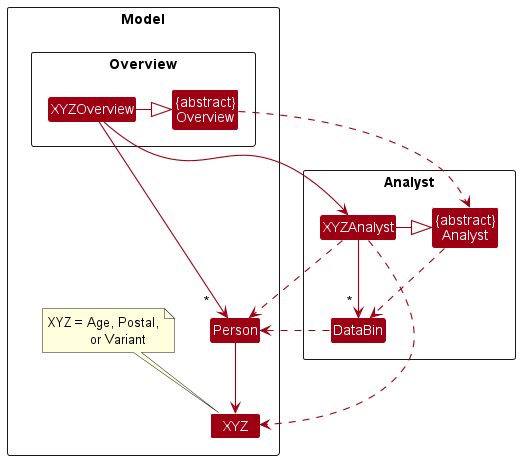 Model
Overview
XYZOverview
{abstract}
Overview
Analyst
XYZAnalyst
{abstract}
Analyst
*
*
XYZ = Age, Postal,
or Variant
Person
DataBin
XYZ